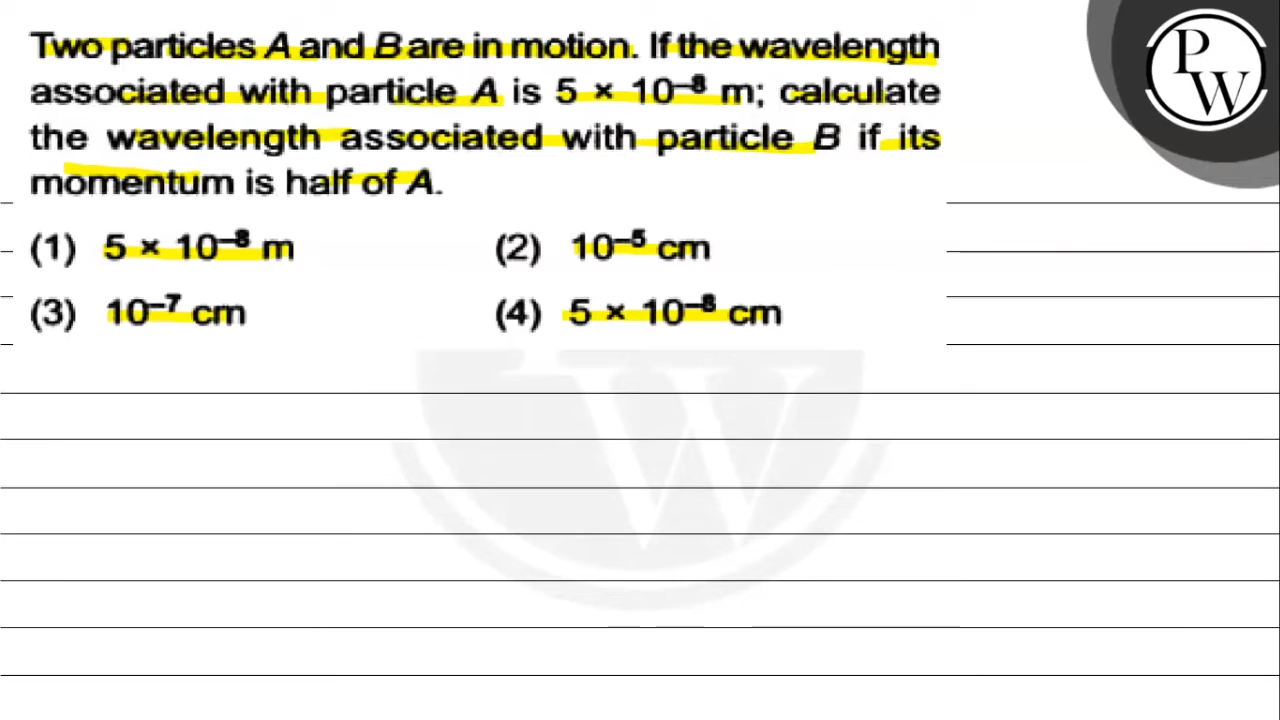 Two particles A and B are in motion. If the wavelength
associated with particle A is 5 × 10⁻⁸ m; calculate
the wavelength associated with particle B if its
momentum is half of A.
(1) 5 × 10⁻⁸ m (2) 10⁻⁵ cm
(3) 10⁻⁷ cm (4) 5 × 10⁻⁸ cm
P
W
W